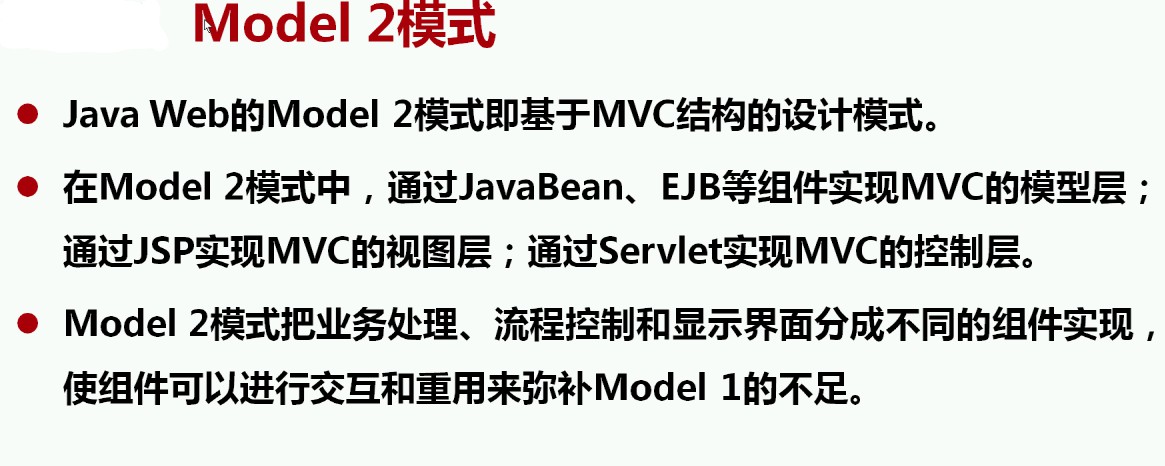 Model 2模式
Java Web的Model 2模式即基于MVC结构的设计模式。
在Model 2模式中，通过JavaBean、EJB等组件实现MVC的模型层；
通过JSP实现MVC的视图层；通过Servlet实现MVC的控制层。
Model 2模式把业务处理、流程控制和显示界面分成不同的组件实现，
使组件可以进行交互和重用来弥补Model 1的不足。